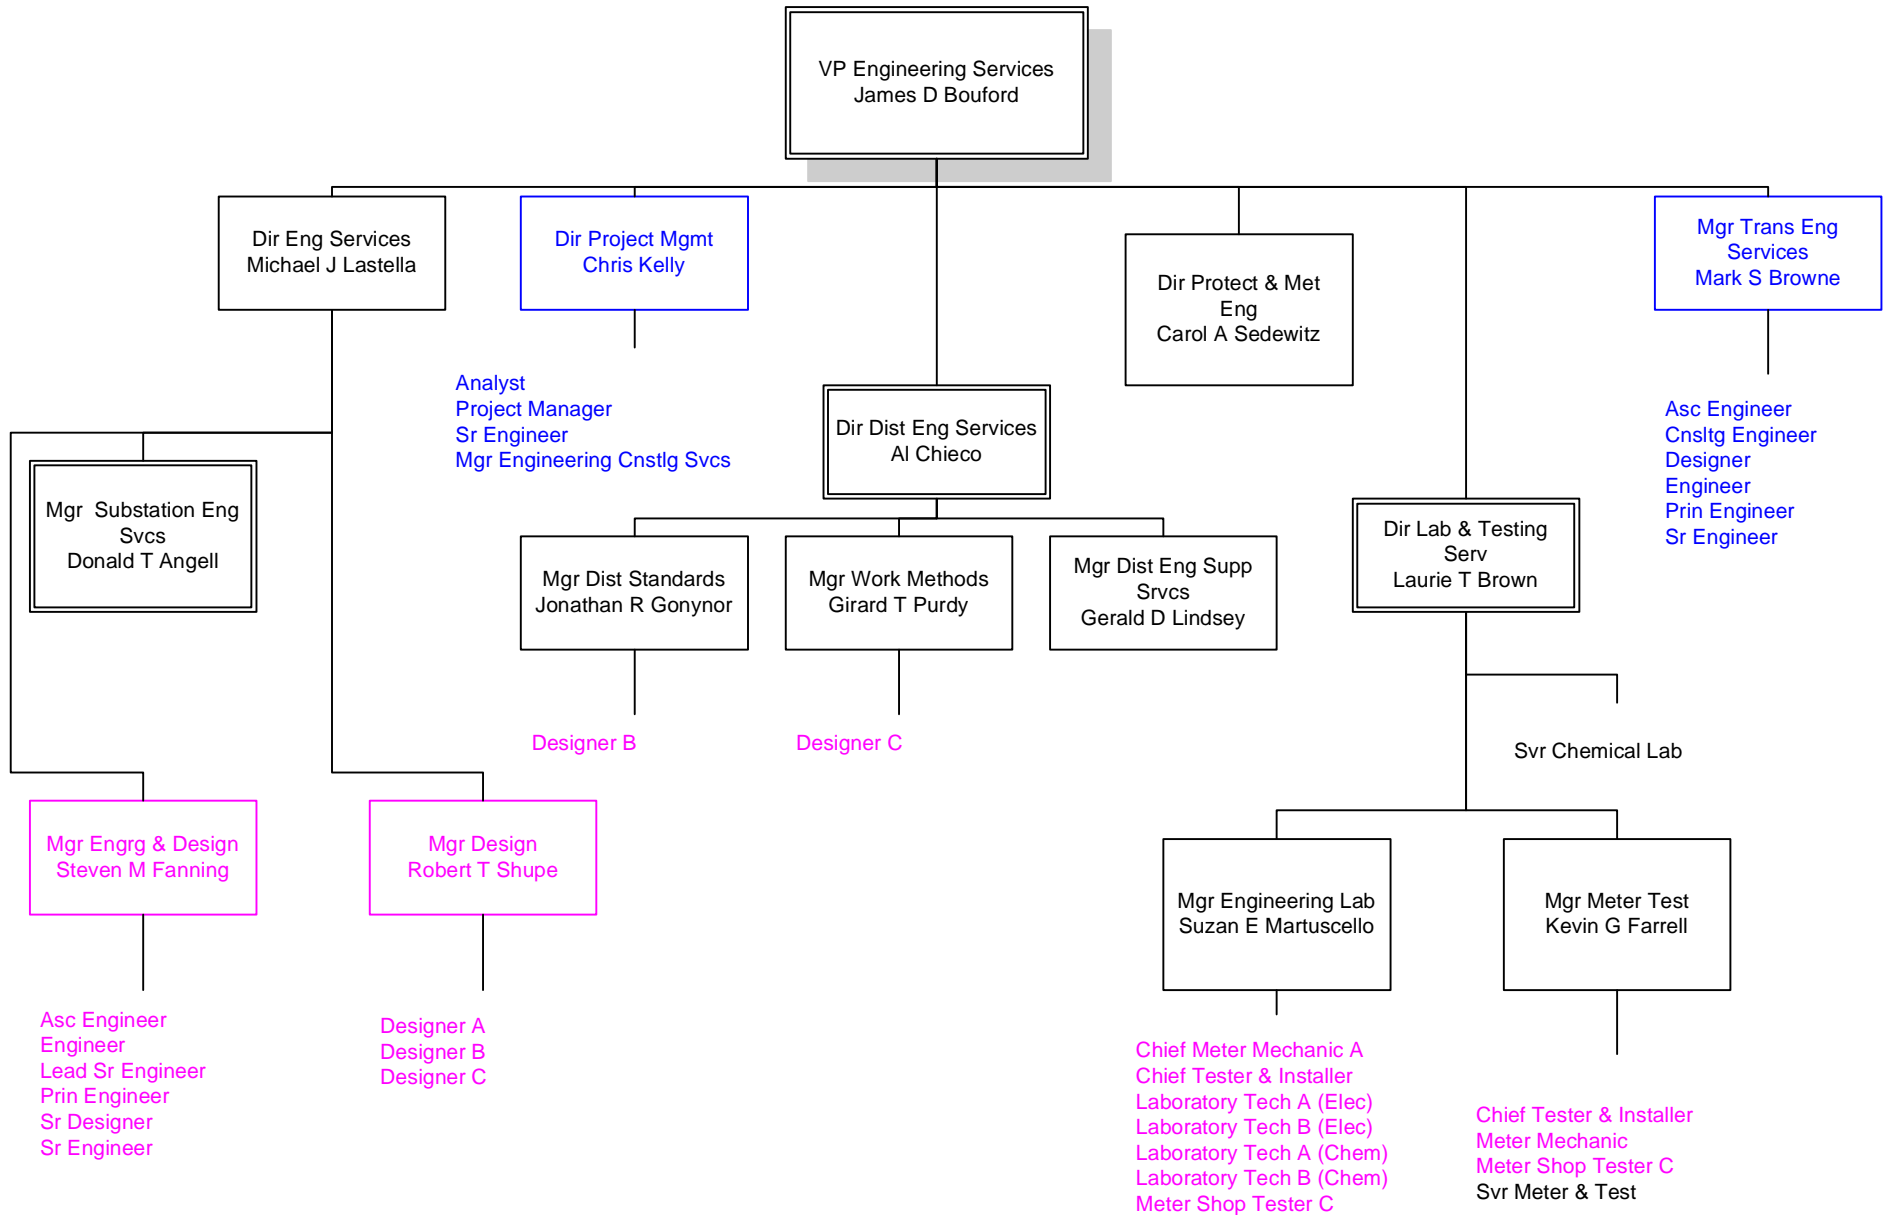 VP Engineering Services
James D Bouford
Dir Eng Services
Michael J Lastella
Dir Project Mgmt
Chris Kelly
Mgr Trans Eng
Services
Mark S Browne
Dir Protect & Met
Eng
Carol A Sedewitz
Analyst
Project Manager
Sr Engineer
Mgr Engineering Cnstlg Svcs
Dir Dist Eng Services
Al Chieco
Asc Engineer
Cnsltg Engineer
Designer
Engineer
Prin Engineer
Sr Engineer
Mgr  Substation Eng
Svcs
Donald T Angell
Dir Lab & Testing
Serv
Laurie T Brown
Mgr Dist Standards
Jonathan R Gonynor
Mgr Work Methods
Girard T Purdy
Mgr Dist Eng Supp
Srvcs
Gerald D Lindsey
Designer B
Designer C
Svr Chemical Lab
Mgr Engrg & Design
Steven M Fanning
Mgr Design
Robert T Shupe
Mgr Engineering Lab
Suzan E Martuscello
Mgr Meter Test
Kevin G Farrell
Asc Engineer
Engineer
Lead Sr Engineer
Prin Engineer
Sr Designer
Sr Engineer
Designer A
Designer B
Designer C
Chief Meter Mechanic A
Chief Tester & Installer
Laboratory Tech A (Elec)
Laboratory Tech B (Elec)
Laboratory Tech A (Chem)
Laboratory Tech B (Chem)
Meter Shop Tester C
Chief Tester & Installer
Meter Mechanic
Meter Shop Tester C
Svr Meter & Test